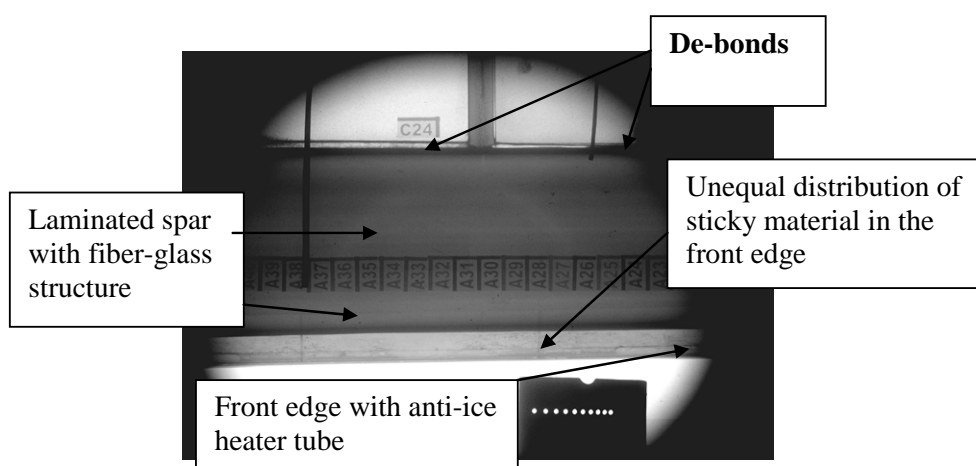 De-bonds
C24
Laminated spar
with fiber-glass
structure
Unequal distribution of
sticky material in the
front edge
A39 A38 A37 A36 A35 A34 A33 A32 A31 A30 A29 A28 A27 A26 A25 A24 A23
Front edge with anti-ice
heater tube